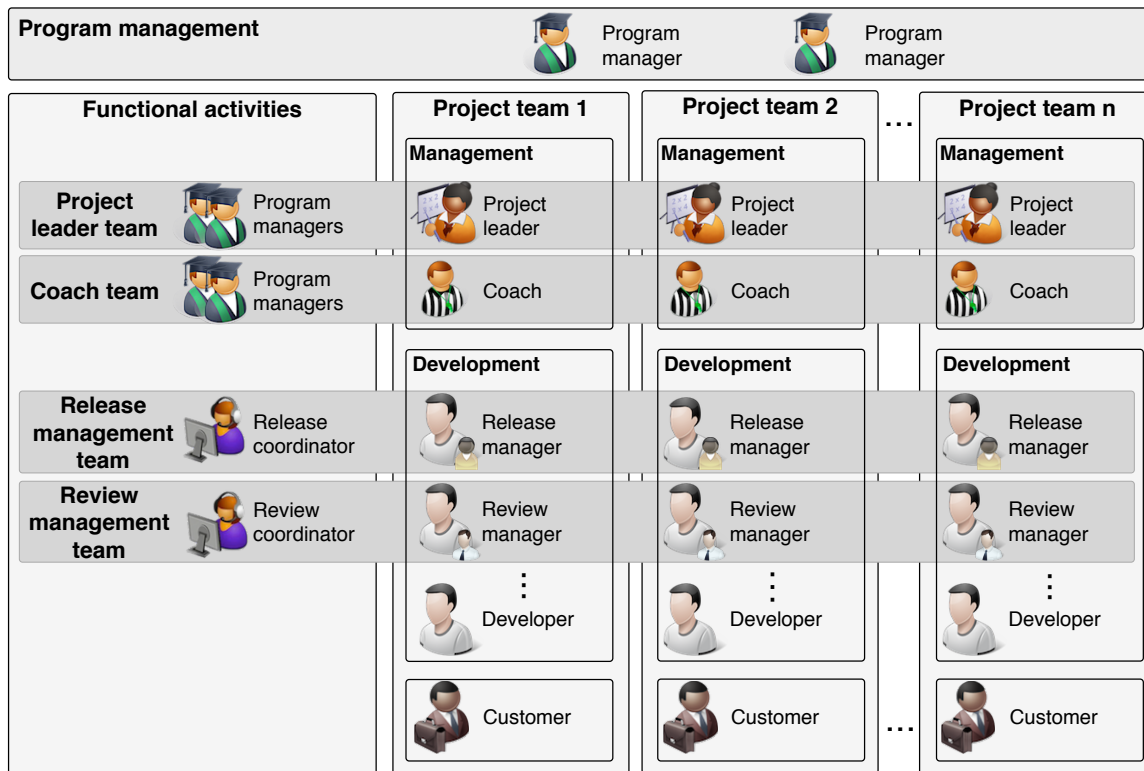 Program management
Program
manager
Program
manager
Functional activities
Project team 1
Project team 2
...
Project team n
Management
Management
Management
Project
leader team
Program
managers
Project
leader
Project
leader
Project
leader
Coach team
Program
managers
Coach
Coach
Coach
Development
Development
Development
Release
management
team
Release
coordinator
Release
manager
Release
manager
Release
manager
Review
management
team
Review
coordinator
Review
manager
Review
manager
Review
manager
Developer
Developer
Developer
Customer
Customer
...
Customer